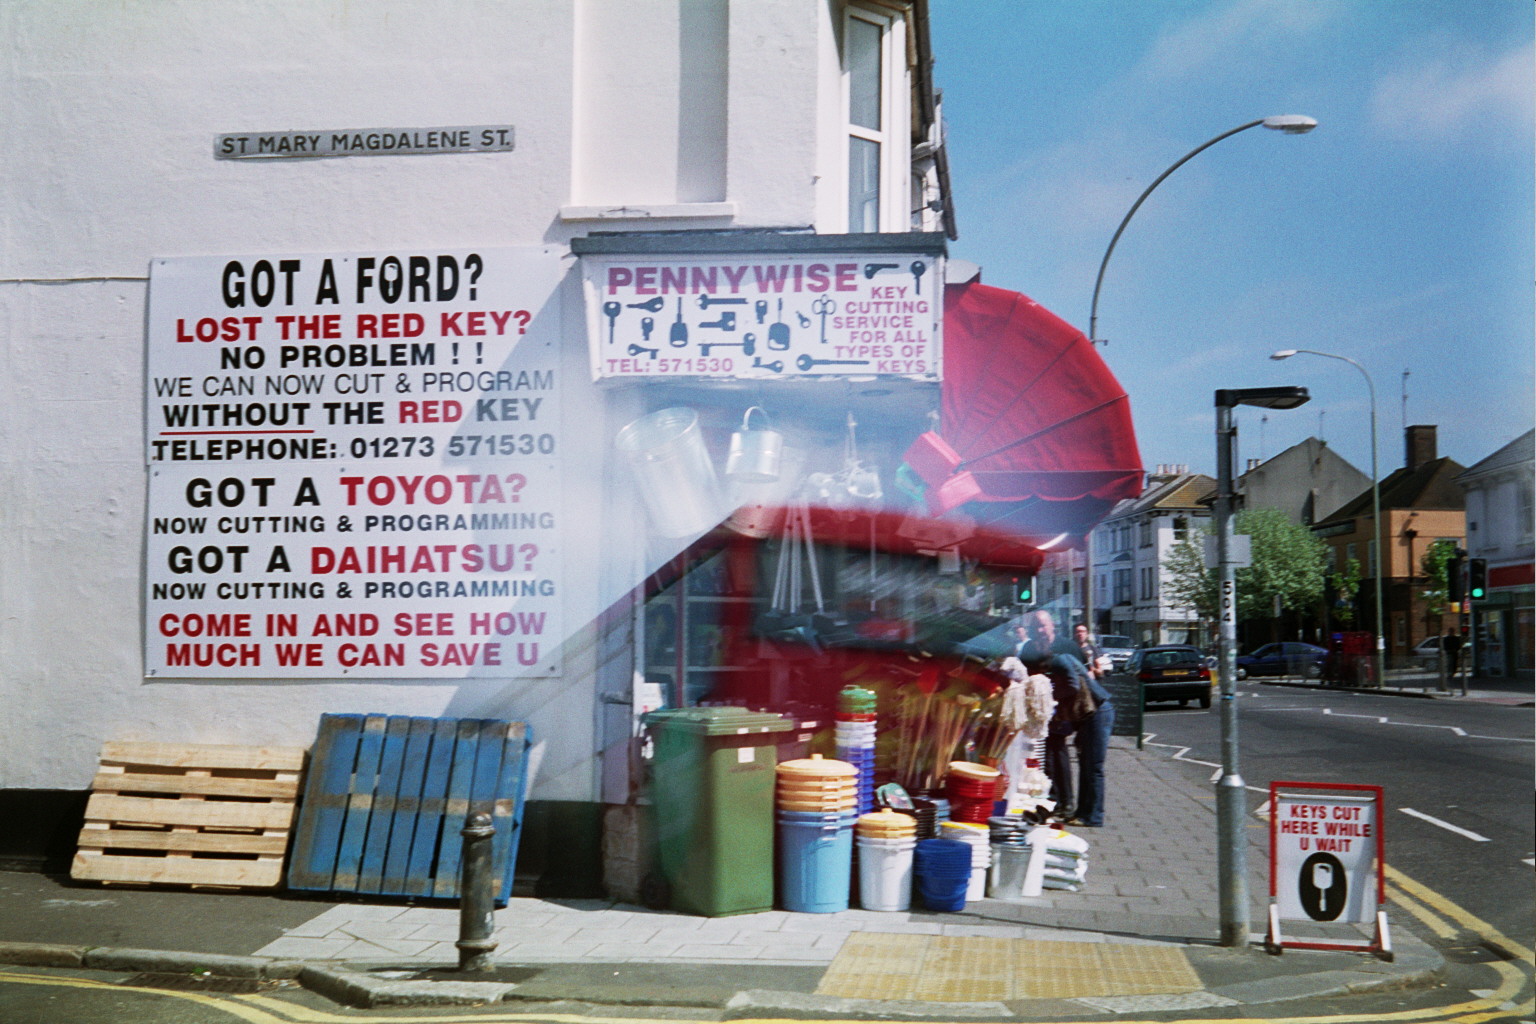 ST MARY MAGDALENE ST.
GOT A FORD?
LOST THE RED KEY?
NO PROBLEM ! !
WE CAN NOW CUT & PROGRAM
WITHOUT THE RED KEY
TELEPHONE: 01273 571530
GOT A TOYOTA?
NOW CUTTING & PROGRAMMING
GOT A DAIHATSU?
NOW CUTTING & PROGRAMMING
COME IN AND SEE HOW
MUCH WE CAN SAVE U
PENNYWISE
KEY
CUTTING
SERVICE
FOR ALL
TYPES OF
KEYS
TEL: 571530
504
KEYS CUT
HERE WHILE
U WAIT